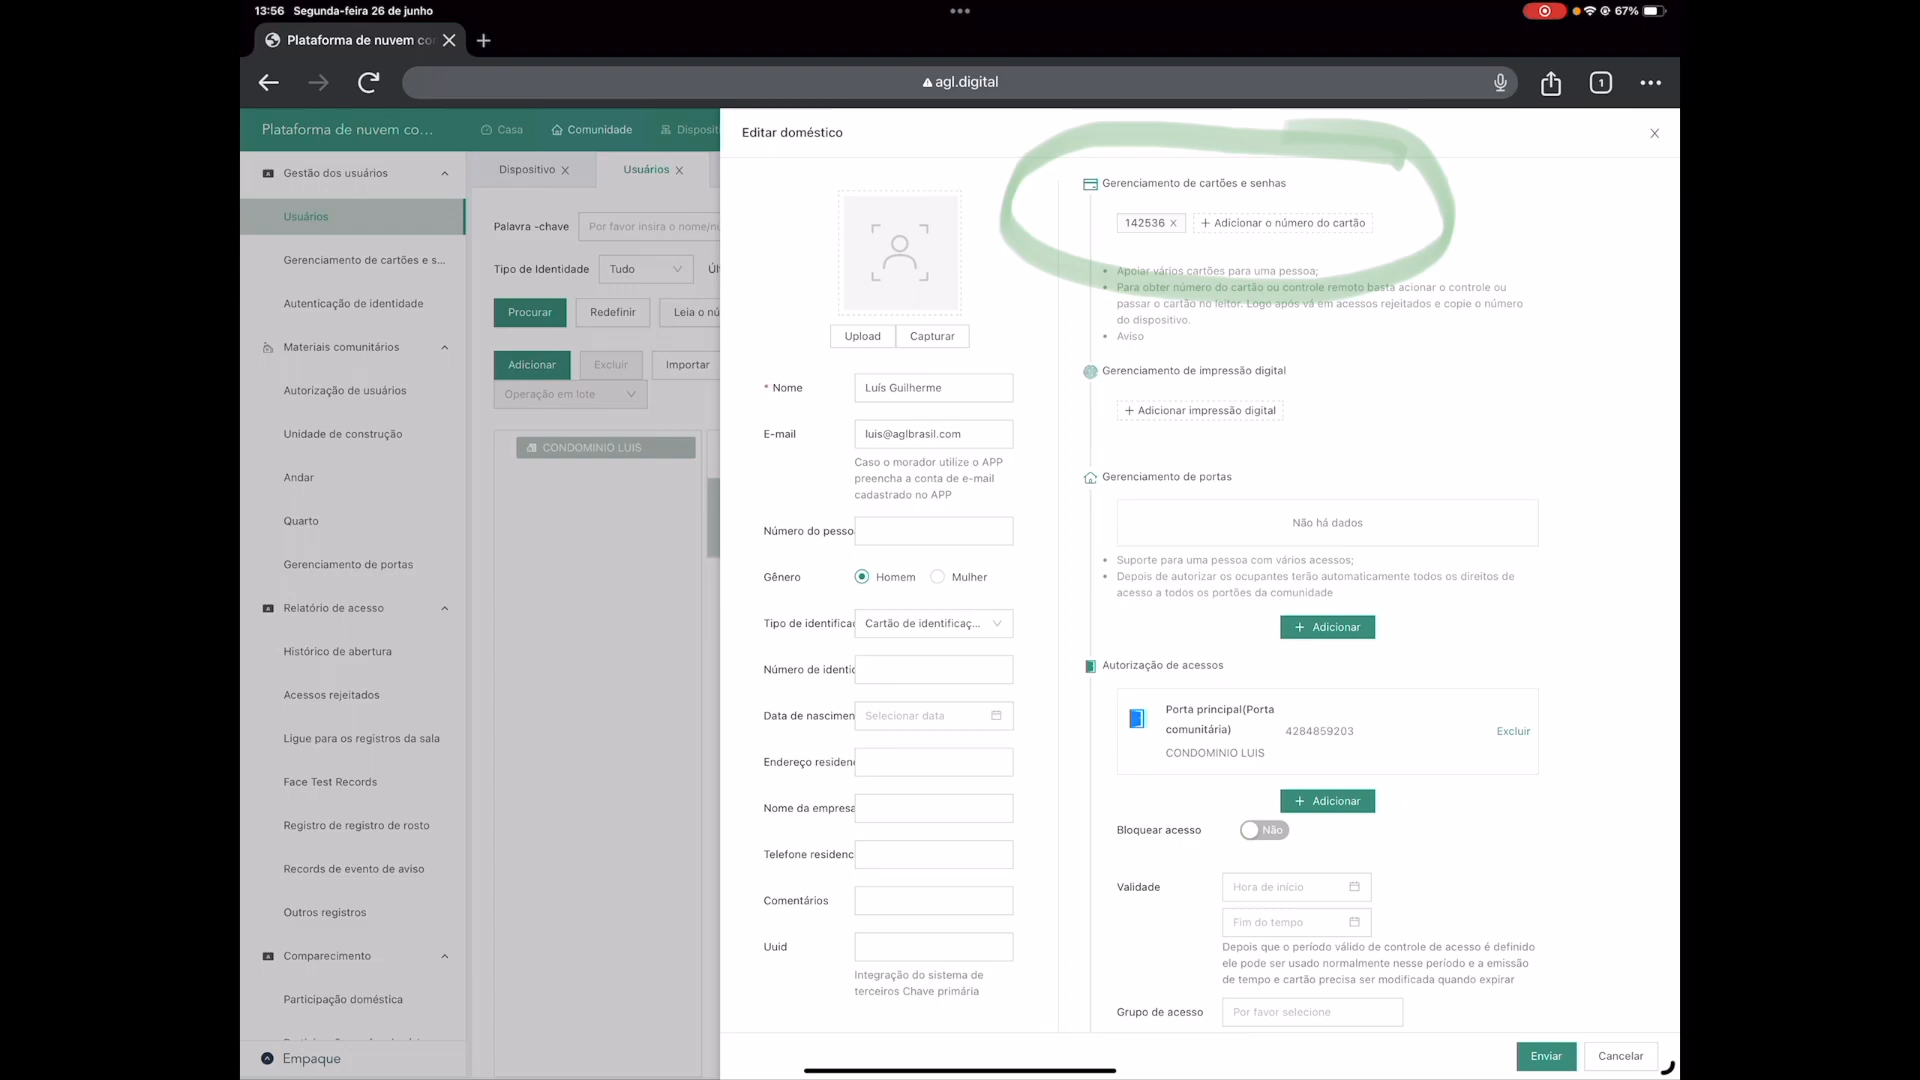 13:56 Segunda-feira 26 de junho
67%
Plataforma de nuvem co
agl.digital
1
Plataforma de nuvem co...
Casa
Comunidade
Disposit
Gestão dos usuários
Usuários
Gerenciamento de cartões e s...
Autenticação de identidade
Materiais comunitários
Autorização de usuários
Unidade de construção
Andar
Quarto
Gerenciamento de portas
Relatório de acesso
Histórico de abertura
Acessos rejeitados
Ligue para os registros da sala
Face Test Records
Registro de registro de rosto
Records de evento de aviso
Outros registros
Comparecimento
Participação doméstica
Empaque
Dispositivo
Usuários
Palavra -chave
Por favor insira o nome/nu
Tipo de Identidade
Tudo
Úl
Procurar
Redefinir
Leia o nú
Adicionar
Excluir
Importar
Operação em lote
CONDOMINIO LUIS
Editar doméstico
Upload
Capturar
* Nome
Luís Guilherme
E-mail
luis@aglbrasil.com
Caso o morador utilize o APP
preencha a conta de e-mail
cadastrado no APP
Número do pesso
Gênero
Homem
Mulher
Tipo de identificaç
Cartão de identificaç...
Número de identic
Data de nascimen
Selecionar data
Endereço residenc
Nome da empresa
Telefone residenc
Comentários
Uuid
Integração do sistema de
terceiros Chave primária
Gerenciamento de cartões e senhas
142536
+ Adicionar o número do cartão
• Apoiar vários cartões para uma pessoa;
• Para obter número do cartão ou controle remoto basta acionar o controle ou
passar o cartão no leitor. Logo após vá em acessos rejeitados e copie o número
do dispositivo.
• Aviso
Gerenciamento de impressão digital
+ Adicionar impressão digital
Gerenciamento de portas
Não há dados
• Suporte para uma pessoa com vários acessos;
• Depois de autorizar os ocupantes terão automaticamente todos os direitos de
acesso a todos os portões da comunidade
+ Adicionar
Autorização de acessos
Porta principal(Porta
comunitária)
4284859203
Excluir
CONDOMINIO LUIS
+ Adicionar
Bloquear acesso
Não
Validade
Hora de início
Fim do tempo
Depois que o período válido de controle de acesso é definido
ele pode ser usado normalmente nesse período e a emissão
de tempo e cartão precisa ser modificada quando expirar
Grupo de acesso
Por favor selecione
Enviar
Cancelar